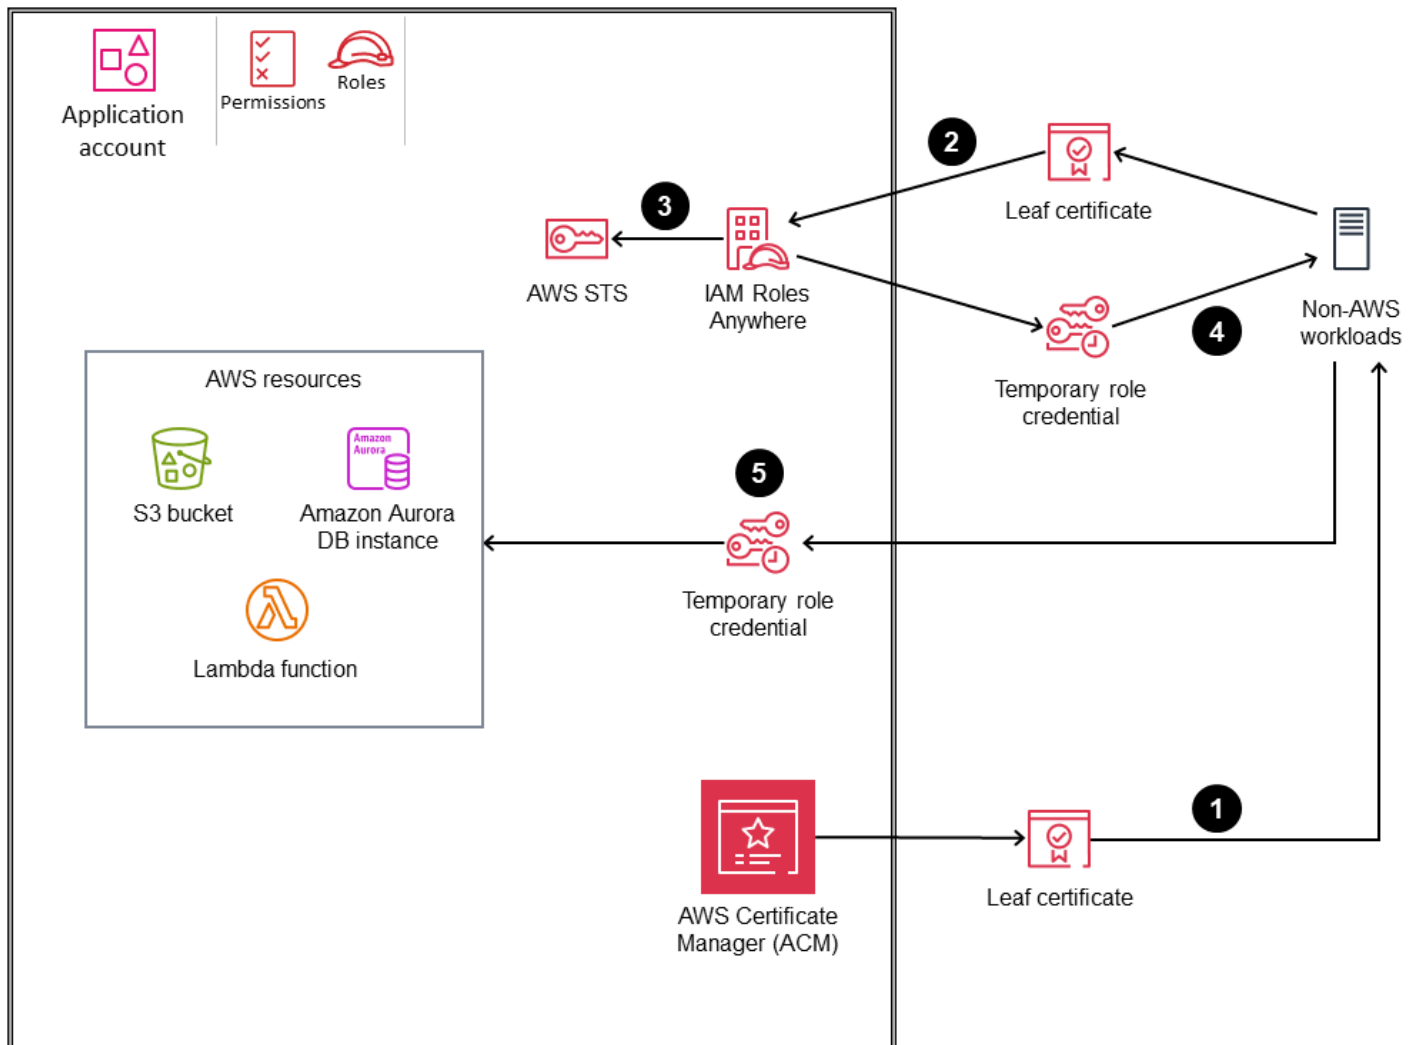 Application
account
Permissions
Roles
2
Leaf certificate
3
AWS STS
IAM Roles
Anywhere
Non-AWS
workloads
4
Temporary role
credential
AWS resources
S3 bucket
Amazon
Aurora
Amazon Aurora
DB instance
Lambda function
5
Temporary role
credential
1
AWS Certificate
Manager (ACM)
Leaf certificate